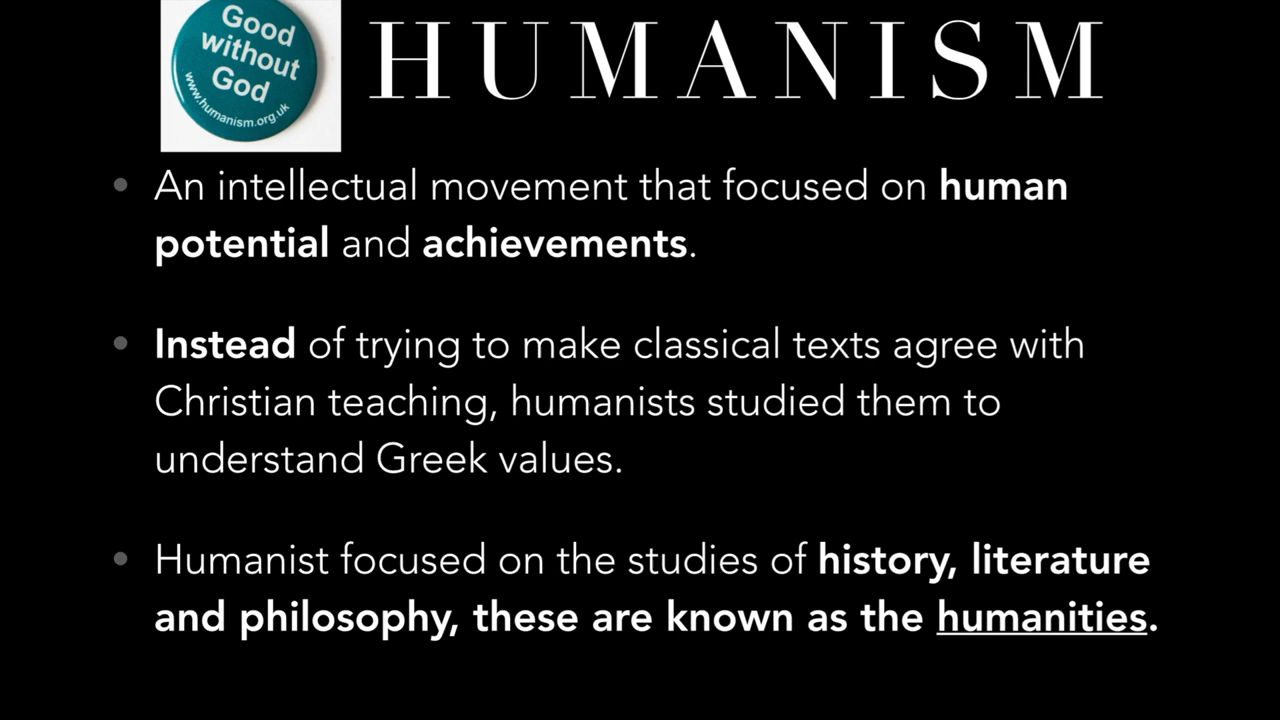 Good
without
God
www.humanism.org.uk
HUMANISM
An intellectual movement that focused on human
potential and achievements.
Instead of trying to make classical texts agree with
Christian teaching, humanists studied them to
understand Greek values.
Humanist focused on the studies of history, literature
and philosophy, these are known as the humanities.